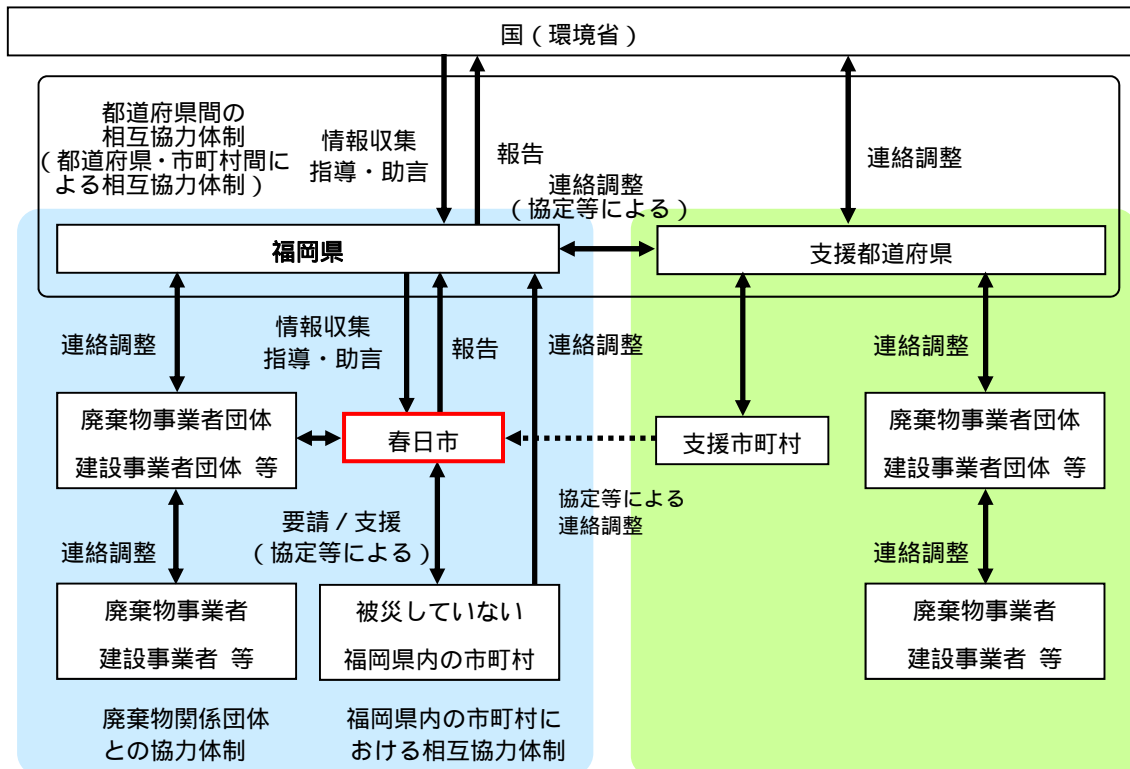 国（環境省）
都道府県間の
相互協力体制
（都道府県・市町村間に
よる相互協力体制）
情報収集
指導・助言
報告
連絡調整
（協定等による）
連絡調整
福岡県
支援都道府県
連絡調整
情報収集
指導・助言
報告
連絡調整
連絡調整
連絡調整
廃棄物事業者団体
建設事業者団体 等
春日市
支援市町村
廃棄物事業者団体
建設事業者団体 等
連絡調整
要請／支援
（協定等による）
協定等による
連絡調整
連絡調整
廃棄物事業者
建設事業者 等
被災していない
福岡県内の市町村
廃棄物事業者
建設事業者 等
廃棄物関係団体
との協力体制
福岡県内の市町村に
おける相互協力体制